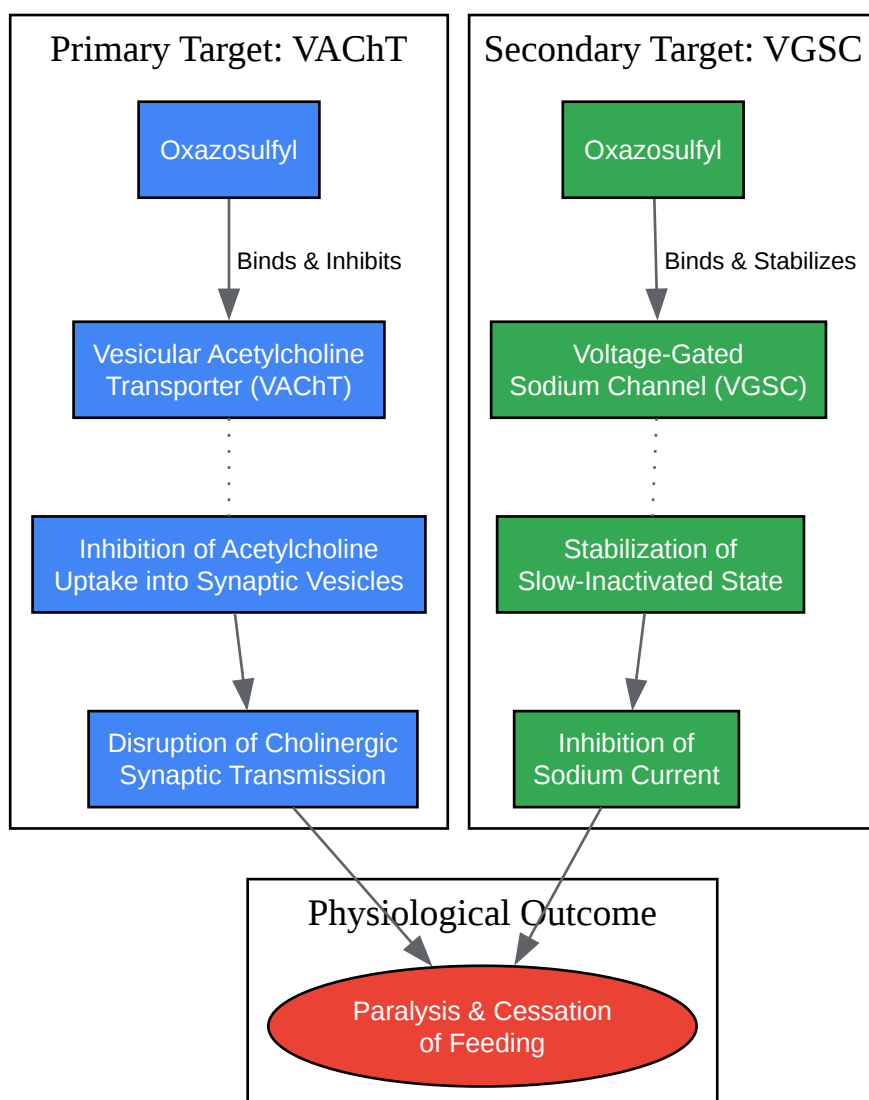 Primary Target: VAChT
Oxazosulfyl
Binds & Inhibits
Vesicular Acetylcholine
Transporter (VAChT)
Inhibition of Acetylcholine
Uptake into Synaptic Vesicles
Disruption of Cholinergic
Synaptic Transmission
Secondary Target: VGSC
Oxazosulfyl
Binds & Stabilizes
Voltage-Gated
Sodium Channel (VGSC)
Stabilization of
Slow-Inactivated State
Inhibition of
Sodium Current
Physiological Outcome
Paralysis & Cessation
of Feeding